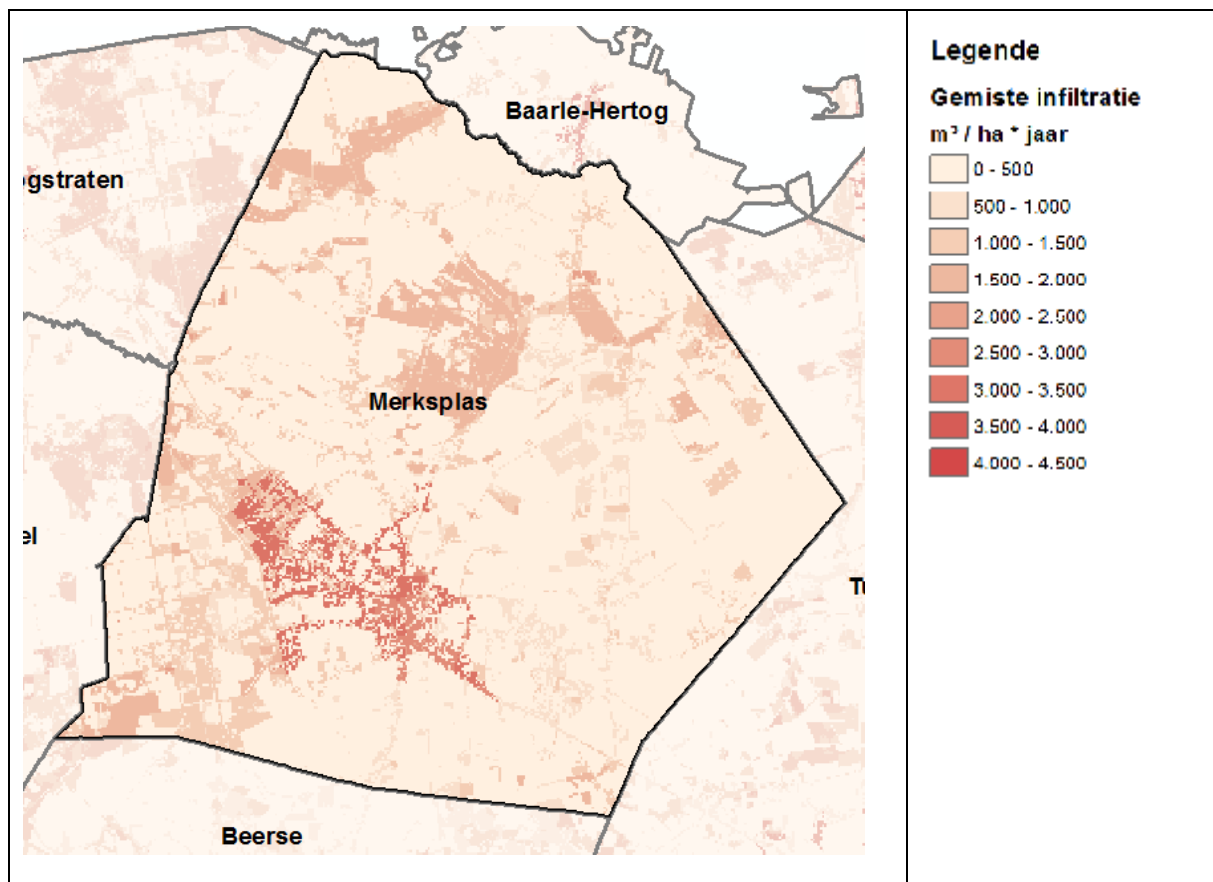 Baarle-Hertog
ogstraten
Merksplas
el
Tu
Beerse
Legende
Gemiste infiltratie
m³ / ha * jaar
0 - 500
500 - 1.000
1.000 - 1.500
1.500 - 2.000
2.000 - 2.500
2.500 - 3.000
3.000 - 3.500
3.500 - 4.000
4.000 - 4.500